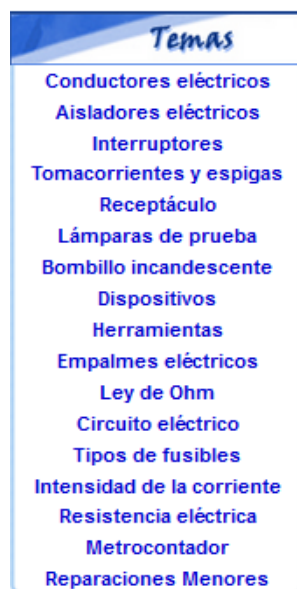 Temas
Conductores eléctricos
Aisladores eléctricos
Interruptores
Tomacorrientes y espigas
Receptáculo
Lámparas de prueba
Bombillo incandescente
Dispositivos
Herramientas
Empalmes eléctricos
Ley de Ohm
Circuito eléctrico
Tipos de fusibles
Intensidad de la corriente
Resistencia eléctrica
Metrocontador
Reparaciones Menores